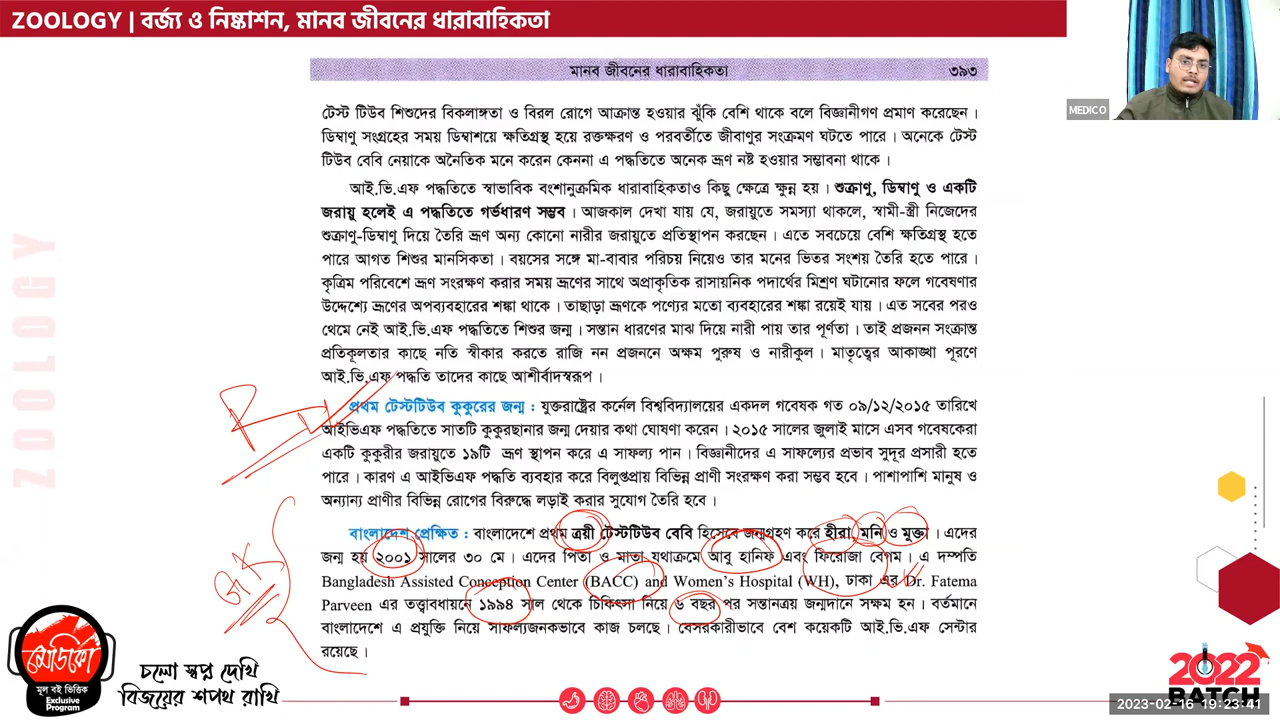 ZOOLOGY | বর্জ্য ও নিষ্কাশন, মানব জীবনের ধারাবাহিকতা
MEDICO
মানব জীবনের ধারাবাহিকতা ৩৯৩
টেস্ট টিউব শিশুদের বিকলাঙ্গতা ও বিরল রোগে আক্রান্ত হওয়ার ঝুঁকি বেশি থাকে বলে বিজ্ঞানীগণ প্রমাণ করেছেন।
ডিম্বাণু সংগ্রহের সময় ডিম্বাশয়ে ক্ষতিগ্রস্থ হয়ে রক্তক্ষরণ ও পরবর্তীতে জীবাণুর সংক্রমণ ঘটতে পারে। অনেকে টেস্ট
টিউব বেবি নেয়াকে অনৈতিক মনে করেন কেননা এ পদ্ধতিতে অনেক ভ্রূণ নষ্ট হওয়ার সম্ভাবনা থাকে।
আই.ভি.এফ পদ্ধতিতে স্বাভাবিক বংশানুক্রমিক ধারাবাহিকতাও কিছু ক্ষেত্রে ক্ষুন্ন হয়। শুক্রাণু, ডিম্বাণু ও একটি
জরায়ু হলেই এ পদ্ধতিতে গর্ভধারণ সম্ভব। আজকাল দেখা যায় যে, জরায়ুতে সমস্যা থাকলে, স্বামী-স্ত্রী নিজেদের
শুক্রাণু-ডিম্বাণু দিয়ে তৈরি ভ্রূণ অন্য কোনো নারীর জরায়ুতে প্রতিস্থাপন করছেন। এতে সবচেয়ে বেশি ক্ষতিগ্রস্থ হতে
পারে আগত শিশুর মানসিকতা। বয়সের সঙ্গে মা-বাবার পরিচয় নিয়েও তার মনের ভিতর সংশয় তৈরি হতে পারে।
কৃত্রিম পরিবেশে ভ্রূণ সংরক্ষণ করার সময় ভ্রূণের সাথে অপ্রাকৃতিক রাসায়নিক পদার্থের মিশ্রণ ঘটানোর ফলে গবেষণার
উদ্দেশ্যে ভ্রূণের অপব্যবহারের শঙ্কা থাকে। তাছাড়া ভ্রূণকে পণ্যের মতো ব্যবহারের শঙ্কা রয়েই যায়। এত সবের পরও
থেমে নেই আই.ভি.এফ পদ্ধতিতে শিশুর জন্ম। সন্তান ধারণের মাঝ দিয়ে নারী পায় তার পূর্ণতা। তাই প্রজনন সংক্রান্ত
প্রতিকূলতার কাছে নতি স্বীকার করতে রাজি নন প্রজননে অক্ষম পুরুষ ও নারীকুল। মাতৃত্বের আকাঙ্খা পূরণে
আই.ভি.এফ পদ্ধতি তাদের কাছে আশীর্বাদস্বরূপ।
প্রথম টেস্টটিউব কুকুরের জন্ম : যুক্তরাষ্ট্রের কর্নেল বিশ্ববিদ্যালয়ের একদল গবেষক গত ০৯/১২/২০১৫ তারিখে
আইভিএফ পদ্ধতিতে সাতটি কুকুরছানার জন্ম দেয়ার কথা ঘোষণা করেন। ২০১৫ সালের জুলাই মাসে এসব গবেষকেরা
একটি কুকুরীর জরায়ুতে ১৯টি ভ্রূণ স্থাপন করে এ সাফল্য পান। বিজ্ঞানীদের এ সাফল্যের প্রভাব সুদূর প্রসারী হতে
পারে। কারণ এ আইভিএফ পদ্ধতি ব্যবহার করে বিলুপ্তপ্রায় বিভিন্ন প্রাণী সংরক্ষণ করা সম্ভব হবে। পাশাপাশি মানুষ ও
অন্যান্য প্রাণীর বিভিন্ন রোগের বিরুদ্ধে লড়াই করার সুযোগ তৈরি হবে।
বাংলাদেশ প্রেক্ষিত : বাংলাদেশে প্রথম ত্রয়ী টেস্টটিউব বেবি হিসেবে জন্মগ্রহণ করে হীরা, মনি ও মুক্তা। এদের
জন্ম হয় ২০০১ সালের ৩০ মে। এদের পিতা ও মাতা যথাক্রমে আবু হানিফ এবং ফিরোজা বেগম। এ দম্পতি
Bangladesh Assisted Conception Center (BACC) and Women's Hospital (WH), ঢাকা এর Dr. Fatema
Parveen এর তত্ত্বাবধায়নে ১৯৯৪ সাল থেকে চিকিৎসা নিয়ে ৬ বছর পর সন্তানত্রয় জন্মদানে সক্ষম হন। বর্তমানে
বাংলাদেশে এ প্রযুক্তি নিয়ে সাফল্যজনকভাবে কাজ চলছে। বেসরকারীভাবে বেশ কয়েকটি আই.ভি.এফ সেন্টার
রয়েছে।
GK
ZOOLOGY
মেডিকো
মূল বই ভিত্তিক
Exclusive
Program
চলো স্বপ্ন দেখি
বিজয়ের শপথ রাখি
2022
BATCH
2023-02-16 19:23:41